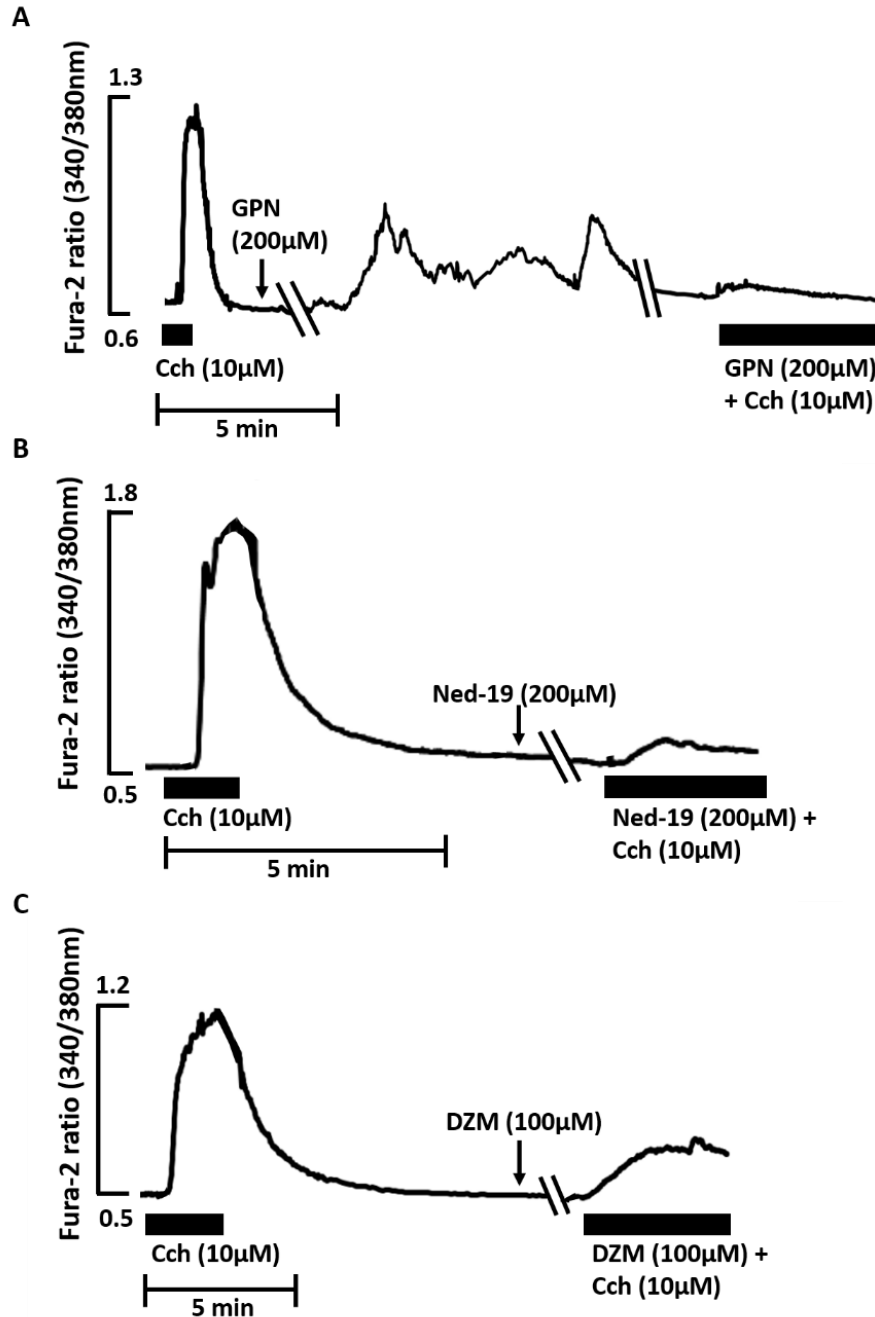 A
Fura-2 ratio (340/380nm)
1.3
0.6
GPN
(200µM)
Cch (10µM)
5 min
GPN (200µM)
+ Cch (10µM)
B
Fura-2 ratio (340/380nm)
1.8
0.5
Ned-19 (200µM)
Cch (10µM)
5 min
Ned-19 (200µM) +
Cch (10µM)
C
Fura-2 ratio (340/380nm)
1.2
0.5
DZM (100µM)
Cch (10µM)
5 min
DZM (100µM) +
Cch (10µM)